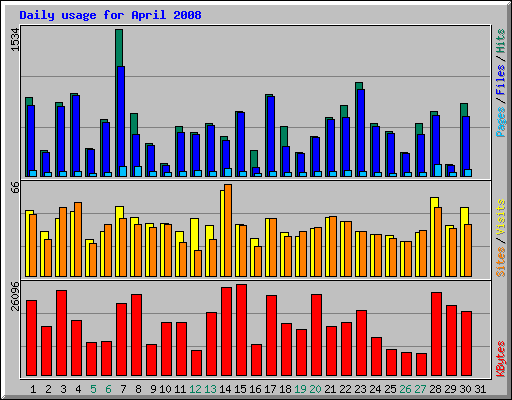 Daily usage for April 2008
1534
Pages / Files / Hits
66
Sites / Visits
26096
KBytes
1 2 3 4 5 6 7 8 9 10 11 12 13 14 15 16 17 18 19 20 21 22 23 24 25 26 27 28 29 30 31